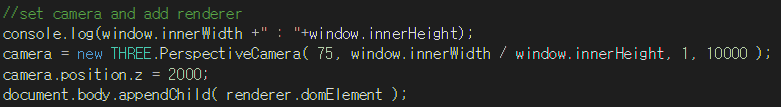 //set camera and add renderer
console.log(window.innerWidth +" : "+window.innerHeight);
camera = new THREE.PerspectiveCamera( 75, window.innerWidth / window.innerHeight, 1, 10000 );
camera.position.z = 2000;
document.body.appendChild( renderer.domElement );